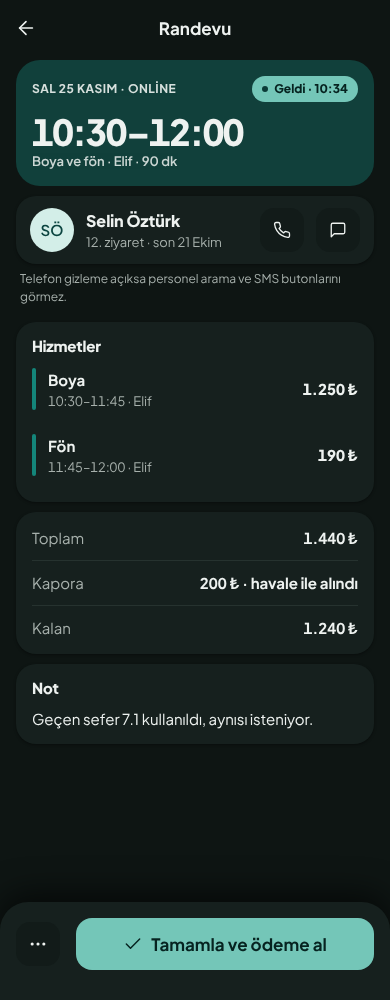 Randevu
SAL 25 KASIM · ONLİNE
Geldi · 10:34
10:30–12:00
Boya ve fön · Elif · 90 dk
SÖ
Selin Öztürk
12. ziyaret · son 21 Ekim
Telefon gizleme açıksa personel arama ve SMS butonlarını
görmez.
Hizmetler
Boya
1.250 ₺
10:30–11:45 · Elif
Fön
190 ₺
11:45–12:00 · Elif
Toplam
1.440 ₺
Kapora
200 ₺ · havale ile alındı
Kalan
1.240 ₺
Not
Geçen sefer 7.1 kullanıldı, aynısı isteniyor.
Tamamla ve ödeme al